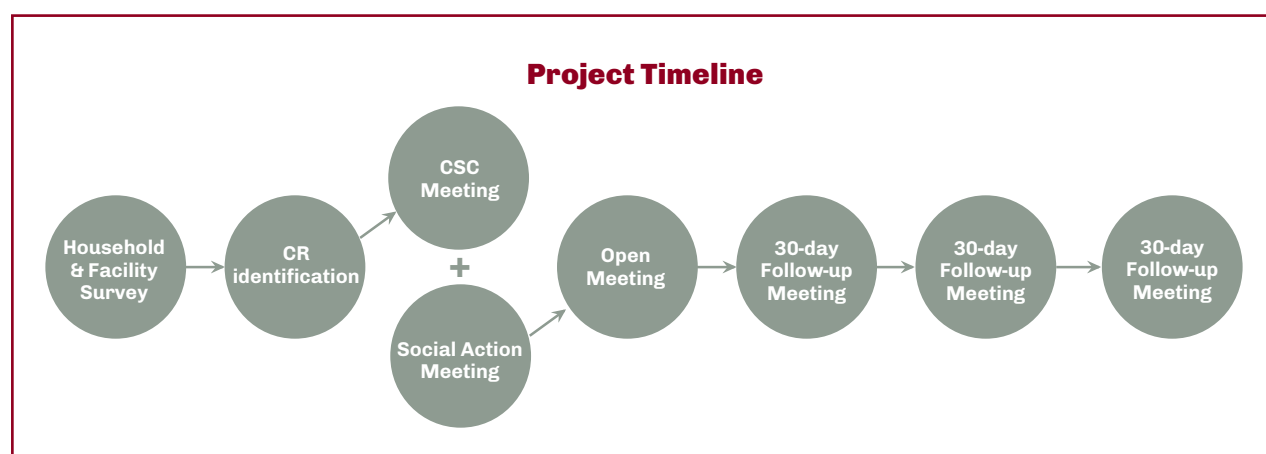 Project Timeline
Household
& Facility
Survey
CR
identification
CSC
Meeting
+
Social Action
Meeting
Open
Meeting
30-day
Follow-up
Meeting
30-day
Follow-up
Meeting
30-day
Follow-up
Meeting